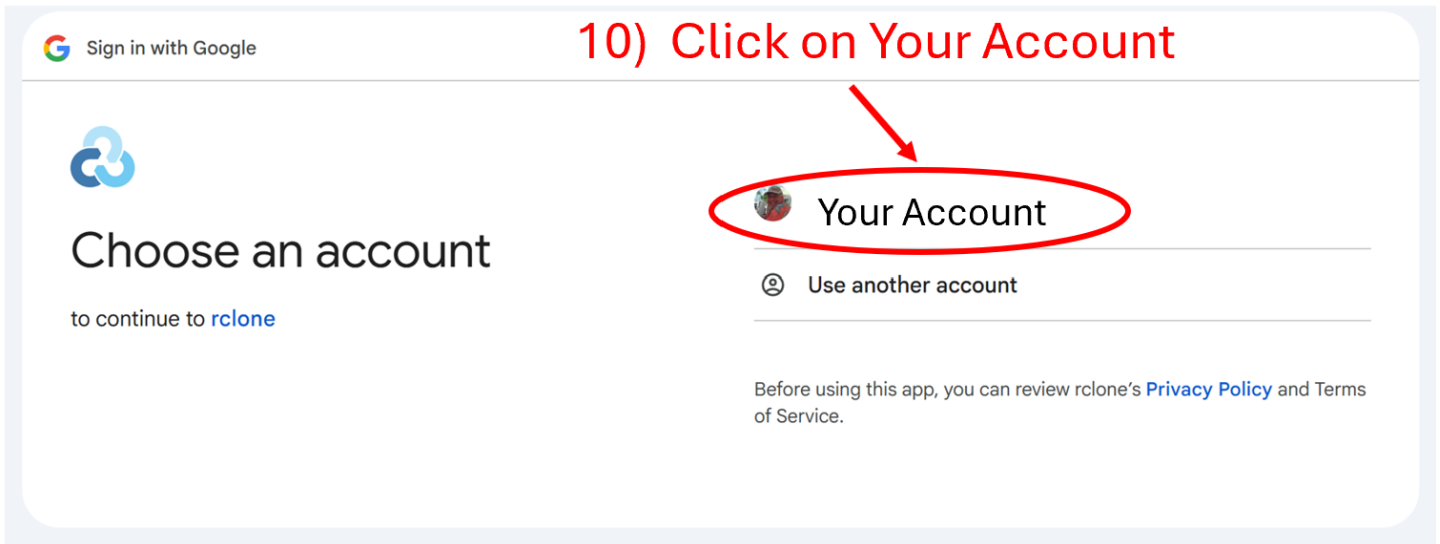 Sign in with Google
10) Click on Your Account
Choose an account
to continue to rclone
Your Account
Use another account
Before using this app, you can review rclone’s Privacy Policy and Terms
of Service.